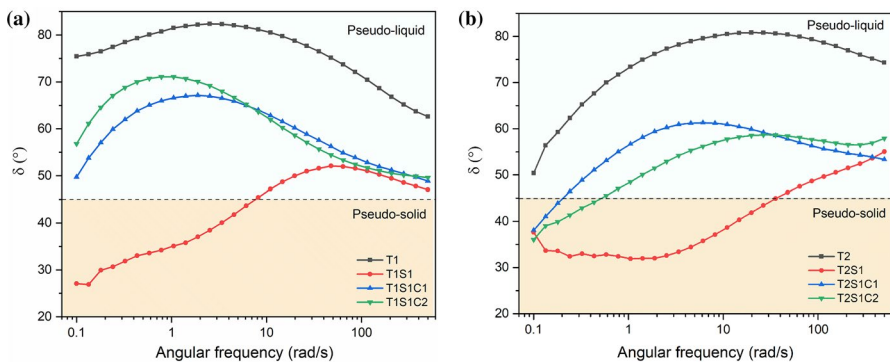 (a)
Pseudo-liquid
Pseudo-solid
T1
T1S1
T1S1C1
T1S1C2
90
80
70
60
50
40
30
20
δ (°)
0.1
1
10
100
Angular frequency (rad/s)
(b)
Pseudo-liquid
Pseudo-solid
T2
T2S1
T2S1C1
T2S1C2
90
80
70
60
50
40
30
20
δ (°)
0.1
1
10
100
Angular frequency (rad/s)